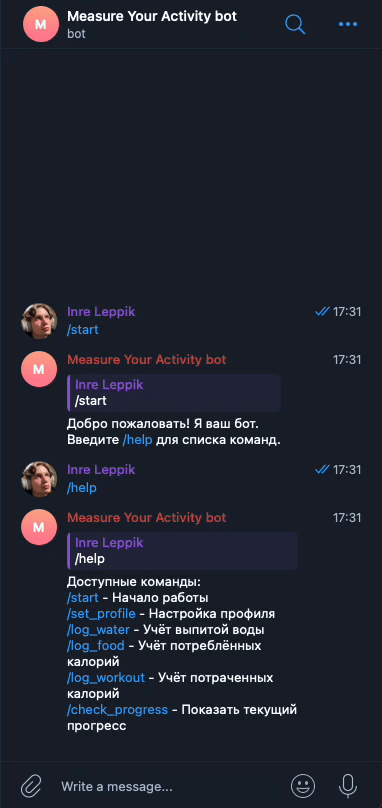 M
Measure Your Activity bot
bot
Inre Leppik
17:31
/start
M
Measure Your Activity bot
17:31
Inre Leppik
/start
Добро пожаловать! Я ваш бот.
Введите /help для списка команд.
Inre Leppik
17:31
/help
M
Measure Your Activity bot
17:31
Inre Leppik
/help
Доступные команды:
/start - Начало работы
/set_profile - Настройка профиля
/log_water - Учёт выпитой воды
/log_food - Учёт потреблённых
калорий
/log_workout - Учёт потраченных
калорий
/check_progress - Показать текущий
прогресс
Write a message...